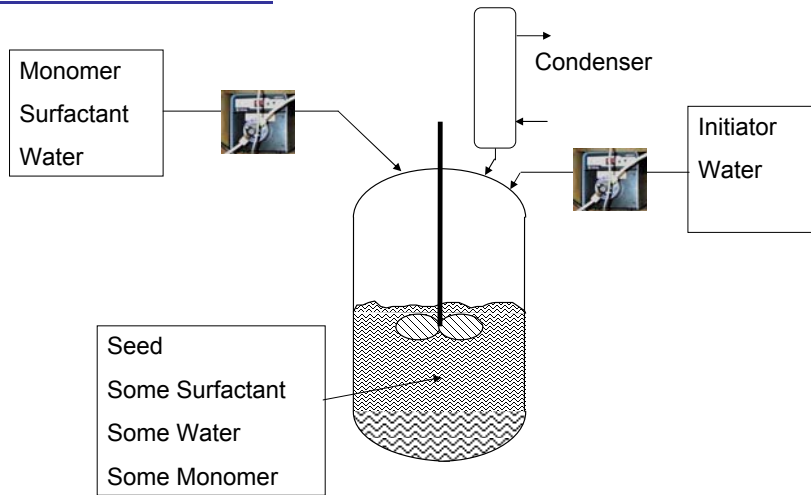 Monomer
Surfactant
Water
Condenser
Initiator
Water
Seed
Some Surfactant
Some Water
Some Monomer